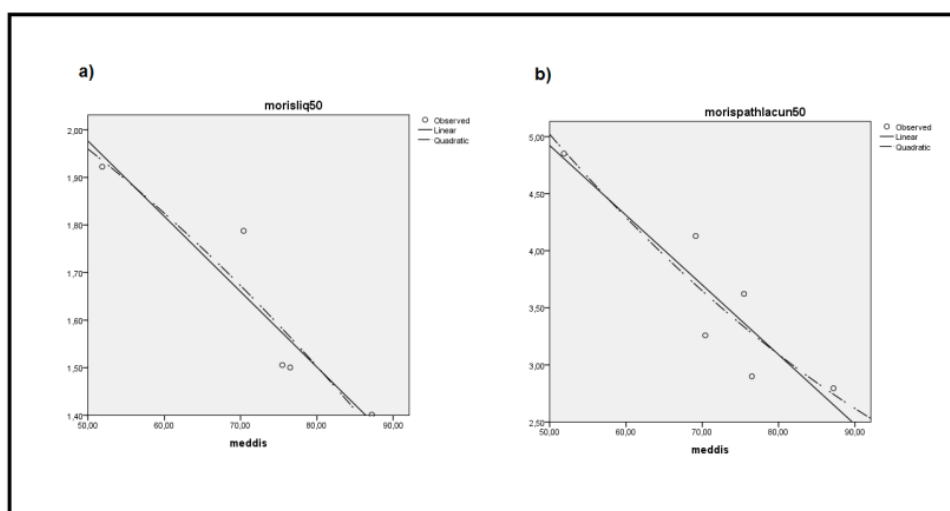 a)
morisliq50
Observed
Linear
Quadratic
2,00
1,90
1,80
1,70
1,60
1,50
1,40
50,00 60,00 70,00 80,00 90,00
meddis
b)
morispathlacun50
Observed
Linear
Quadratic
5,00
4,50
4,00
3,50
3,00
2,50
50,00 60,00 70,00 80,00 90,00
meddis